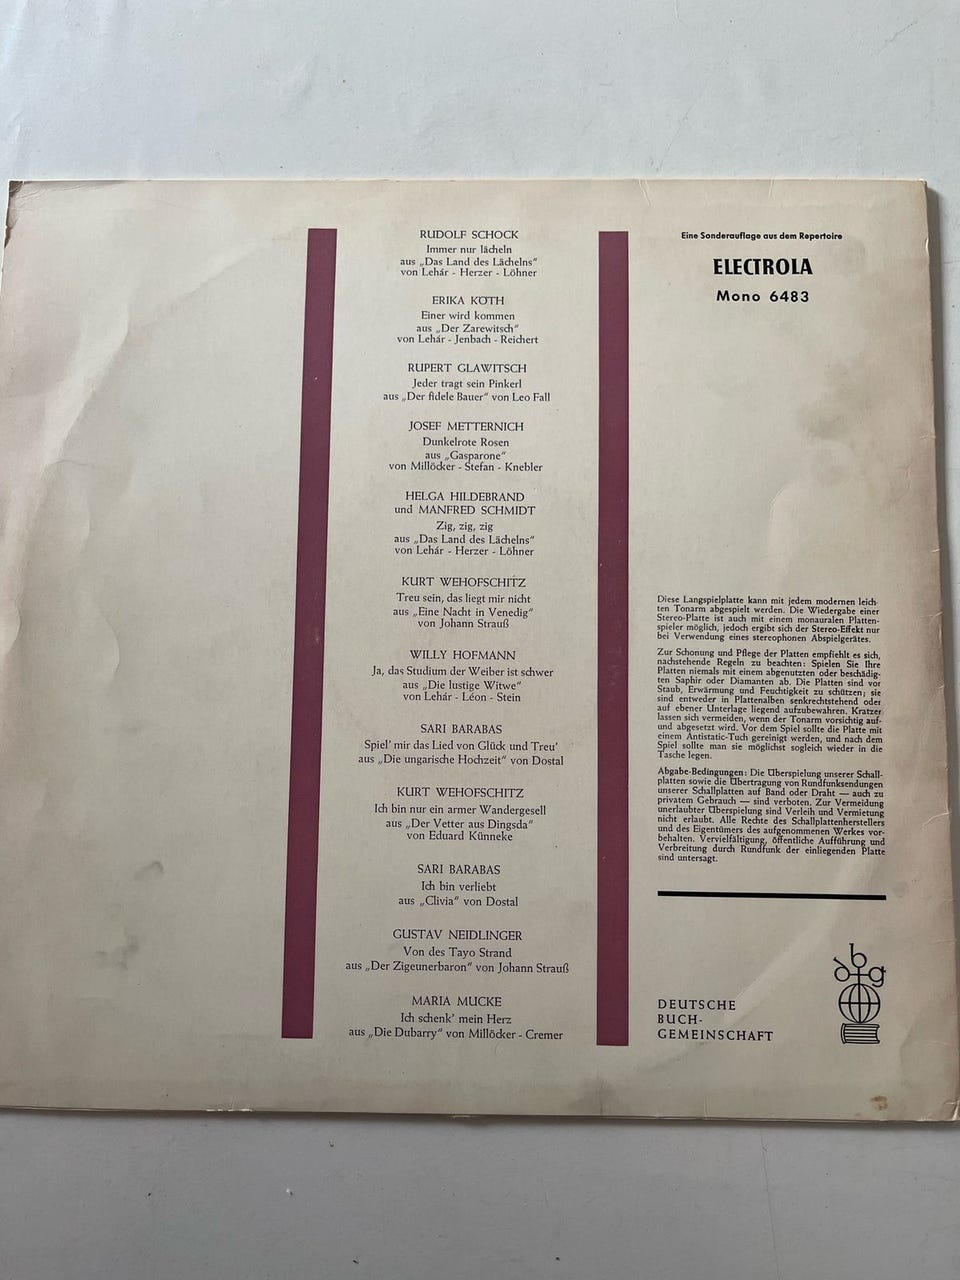 RUDOLF SCHOCK
Immer nur lächeln
aus „Das Land des Lächelns“
von Lehár - Herzer - Löhner
ERIKA KÖTH
Einer wird kommen
aus „Der Zarewitsch“
von Lehár - Jenbach - Reichert
RUPERT GLAWITSCH
Jeder tragt sein Pinkerl
aus „Der fidele Bauer“ von Leo Fall
JOSEF METTERNICH
Dunkelrote Rosen
aus „Gasparone“
von Millöcker - Stefan - Knebler
HELGA HILDEBRAND
und MANFRED SCHMIDT
Zig, zig, zig
aus „Das Land des Lächelns“
von Lehár - Herzer - Löhner
KURT WEHOFSCHITZ
Treu sein, das liegt mir nicht
aus „Eine Nacht in Venedig“
von Johann Strauß
WILLY HOFMANN
Ja, das Studium der Weiber ist schwer
aus „Die lustige Witwe“
von Lehár - Léon - Stein
SARI BARABAS
Spiel’ mir das Lied von Glück und Treu’
aus „Die ungarische Hochzeit“ von Dostal
KURT WEHOFSCHITZ
Ich bin nur ein armer Wandergesell
aus „Der Vetter aus Dingsda“
von Eduard Künneke
SARI BARABAS
Ich bin verliebt
aus „Clivia“ von Dostal
GUSTAV NEIDLINGER
Von des Tayo Strand
aus „Der Zigeunerbaron“ von Johann Strauß
MARIA MUCKE
Ich schenk’ mein Herz
aus „Die Dubarry“ von Millöcker - Cremer
Eine Sonderauflage aus dem Repertoire
ELECTROLA
Mono 6483
Diese Langspielplatte kann mit jedem modernen leich-
ten Tonarm abgespielt werden. Die Wiedergabe einer
Stereo-Platte ist auch mit einem monauralen Platten-
spieler möglich, jedoch ergibt sich der Stereo-Effekt nur
bei Verwendung eines stereophonen Abspielgerätes.
Zur Schonung und Pflege der Platten empfiehlt es sich,
nachstehende Regeln zu beachten: Spielen Sie Ihre
Platten niemals mit einem abgenutzten oder beschädig-
ten Saphir oder Diamanten ab. Die Platten sind vor
Staub, Erwärmung und Feuchtigkeit zu schützen; sie
sind entweder in Plattenalben senkrechtstehend oder
auf ebener Unterlage liegend aufzubewahren. Kratzer
lassen sich vermeiden, wenn der Tonarm vorsichtig auf-
und abgesetzt wird. Vor dem Spiel sollte die Platte mit
einem Antistatic-Tuch gereinigt werden, und nach dem
Spiel sollte man sie möglichst sogleich wieder in die
Tasche legen.
Abgabe-Bedingungen: Die Überspielung unserer Schall-
platten sowie die Übertragung von Rundfunksendungen
unserer Schallplatten auf Band oder Draht — auch zu
privatem Gebrauch — sind verboten. Zur Vermeidung
unerlaubter Überspielung sind Verleih und Vermietung
nicht erlaubt. Alle Rechte des Schallplattenherstellers
und des Eigentümers des aufgenommenen Werkes vor-
behalten. Vervielfältigung, öffentliche Aufführung und
Verbreitung durch Rundfunk der einliegenden Platte
sind untersagt.
dbg
DEUTSCHE
BUCH-
GEMEINSCHAFT